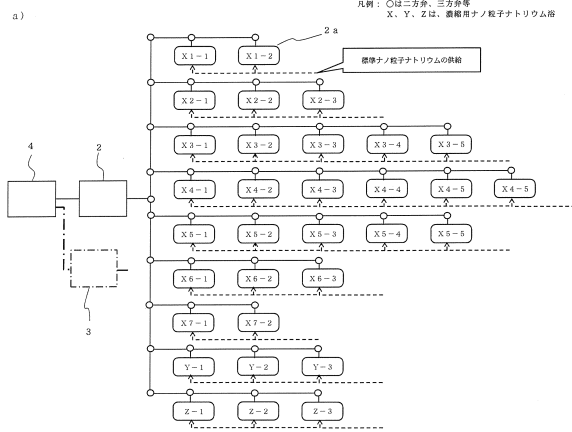 凡例：○は二方弁、三方弁等
a）
X、Y、Zは、濃縮用ナノ粒子ナトリウム浴
2a
X1－1 X1－2
標準ナノ粒子ナトリウムの供給
X2－1 X2－2 X2－3
X3－1 X3－2 X3－3 X3－4 X3－5
4 2
X4－1 X4－2 X4－3 X4－4 X4－5 X4－5
X5－1 X5－2 X5－3 X5－4 X5－5
X6－1 X6－2 X6－3
3
X7－1 X7－2
Y－1 Y－2 Y－3
Z－1 Z－2 Z－3